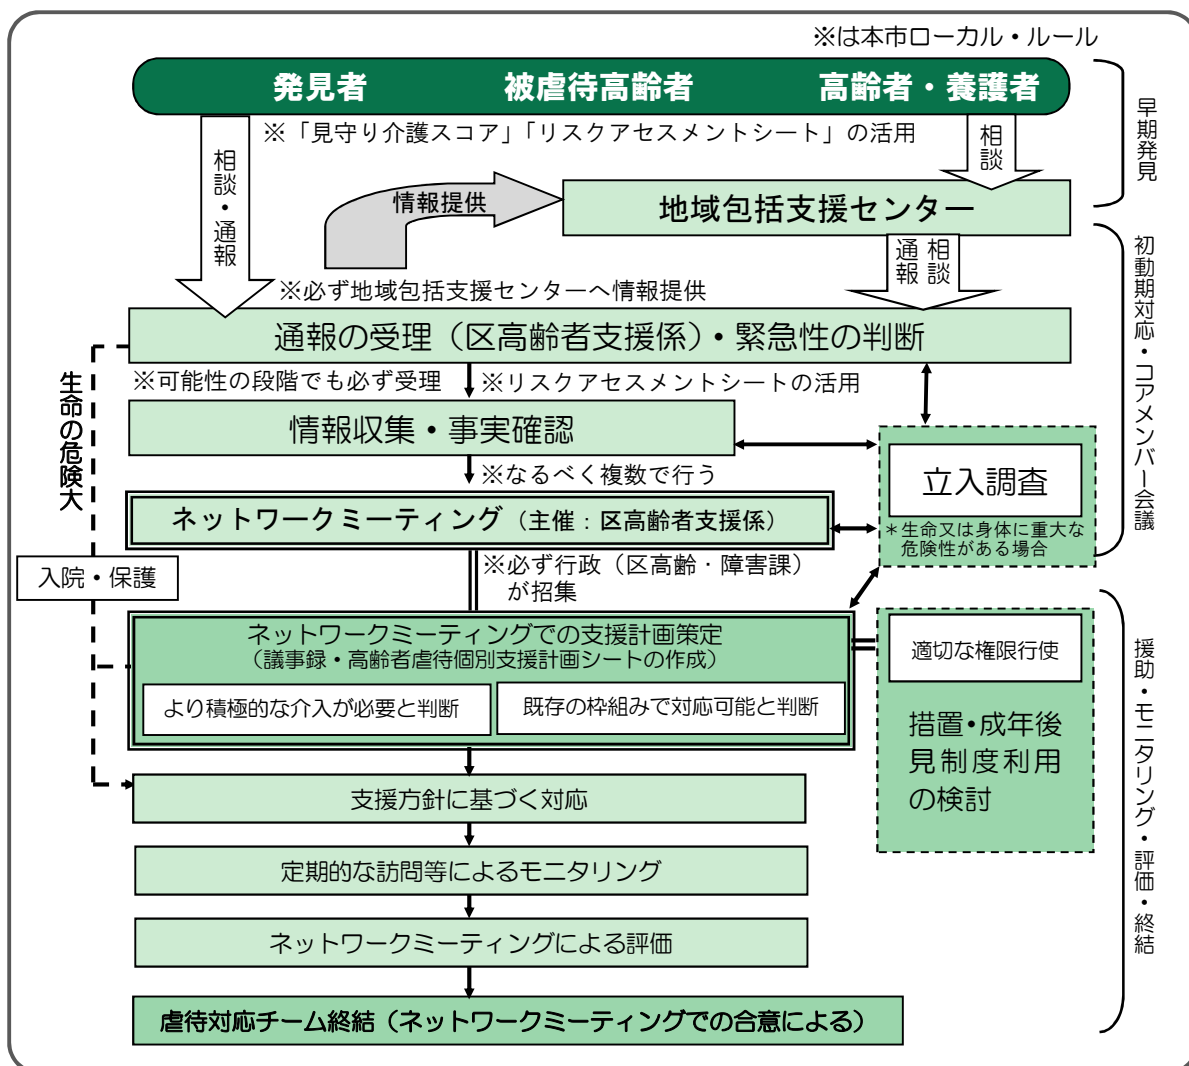 ※は本市ローカル・ルール
発見者　被虐待高齢者　高齢者・養護者
※「見守り介護スコア」「リスクアセスメントシート」の活用
相談・通報
相談
早期発見
情報提供
地域包括支援センター
相談
通報
※必ず地域包括支援センターへ情報提供
通報の受理（区高齢者支援係）・緊急性の判断
※可能性の段階でも必ず受理
※リスクアセスメントシートの活用
情報収集・事実確認
※なるべく複数で行う
立入調査
＊生命又は身体に重大な
危険性がある場合
初動期対応・コアメンバー会議
生命の危険大
ネットワークミーティング（主催：区高齢者支援係）
※必ず行政（区高齢・障害課）
が招集
入院・保護
ネットワークミーティングでの支援計画策定
（議事録・高齢者虐待個別支援計画シートの作成）
より積極的な介入が必要と判断
既存の枠組みで対応可能と判断
適切な権限行使
措置・成年後
見制度利用
の検討
支援方針に基づく対応
定期的な訪問等によるモニタリング
ネットワークミーティングによる評価
虐待対応チーム終結（ネットワークミーティングでの合意による）
援助・モニタリング・評価・終結